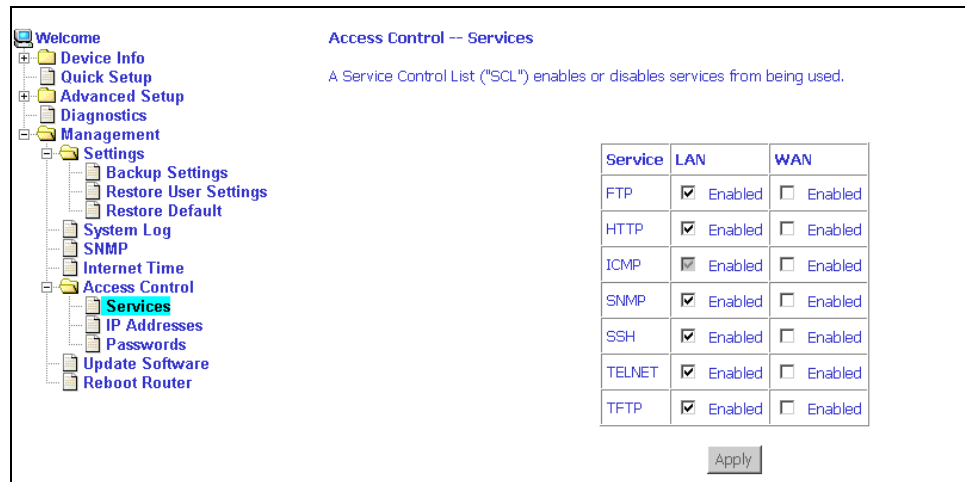 Welcome
Device Info
Quick Setup
Advanced Setup
Diagnostics
Management
Settings
Backup Settings
Restore User Settings
Restore Default
System Log
SNMP
Internet Time
Access Control
Services
IP Addresses
Passwords
Update Software
Reboot Router
Access Control -- Services
A Service Control List ("SCL") enables or disables services from being used.
Service LAN WAN
FTP Enabled Enabled
HTTP Enabled Enabled
ICMP Enabled Enabled
SNMP Enabled Enabled
SSH Enabled Enabled
TELNET Enabled Enabled
TFTP Enabled Enabled
Apply